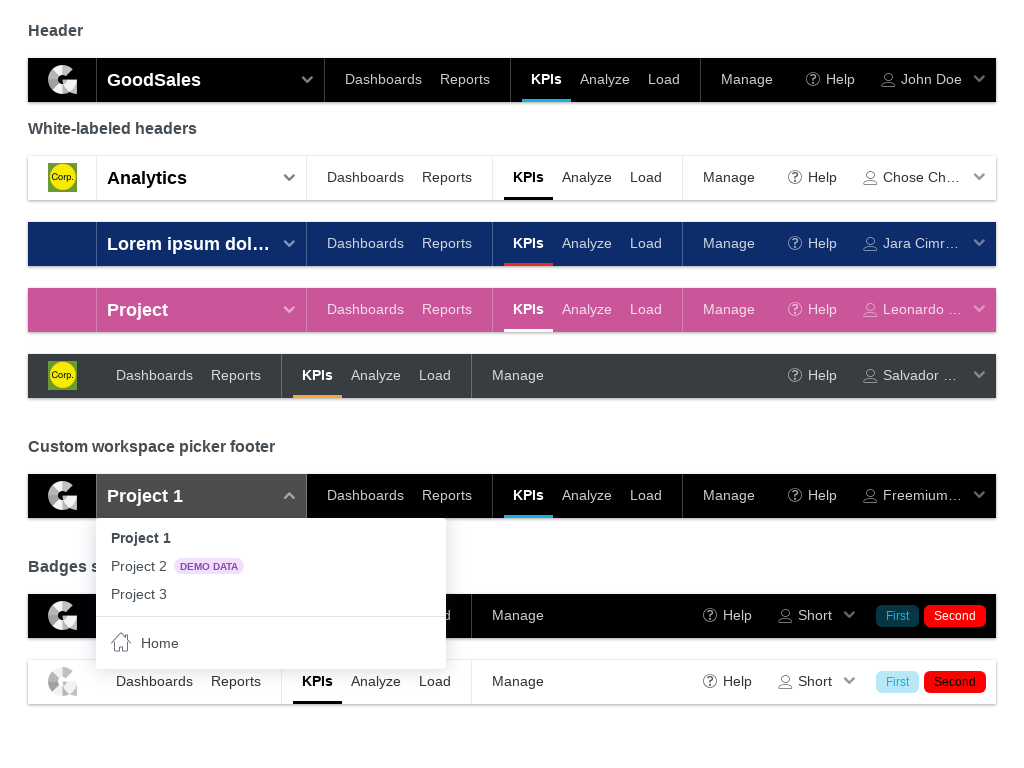 Header
GoodSales Dashboards Reports KPIs Analyze Load Manage Help John Doe
White-labeled headers
Corp. Analytics Dashboards Reports KPIs Analyze Load Manage Help Chose Ch…
Lorem ipsum dol… Dashboards Reports KPIs Analyze Load Manage Help Jara Cimr…
Project Dashboards Reports KPIs Analyze Load Manage Help Leonardo …
Corp. Dashboards Reports KPIs Analyze Load Manage Help Salvador …
Custom workspace picker footer
Project 1 Dashboards Reports KPIs Analyze Load Manage Help Freemium…
Project 1
Project 2 DEMO DATA
Project 3
Home
Badges s
d Manage Help Short First Second
Dashboards Reports KPIs Analyze Load Manage Help Short First Second